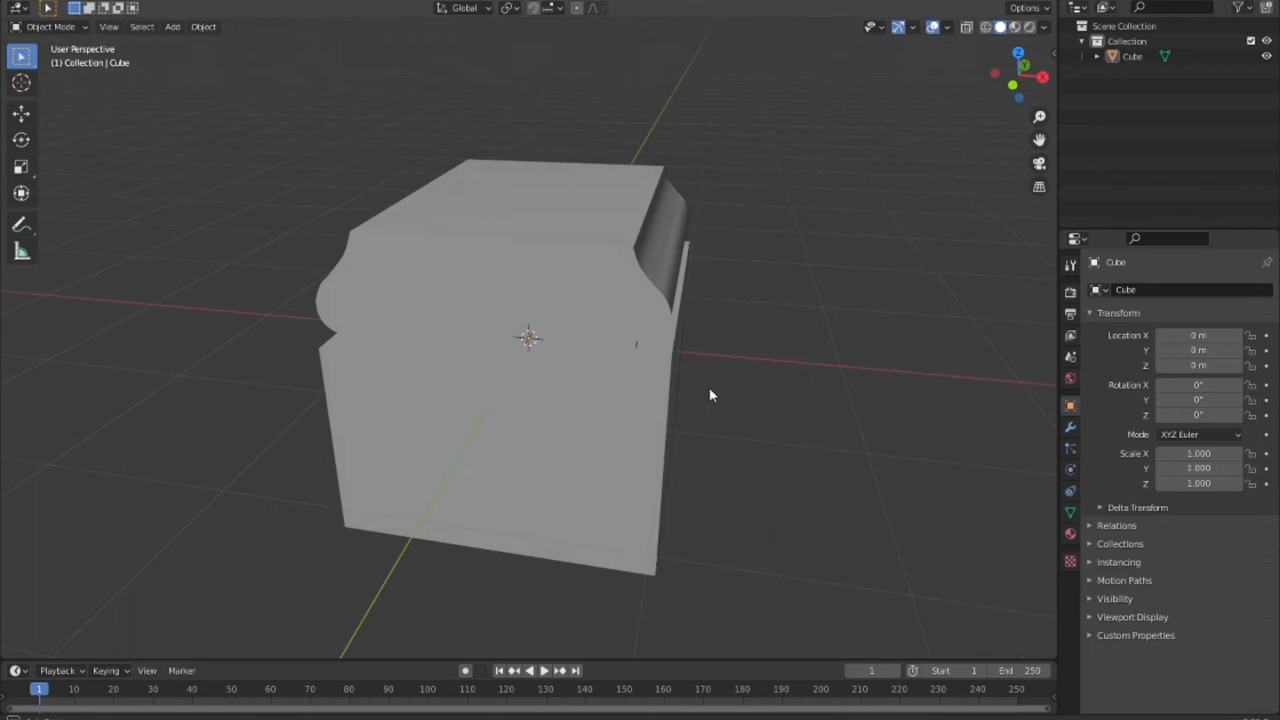 Global
Options
Object Mode View Select Add Object
User Perspective
(1) Collection | Cube
Z
Y
X
Scene Collection
Collection
Cube
Cube
Cube
Transform
Location X 0 m
Y 0 m
Z 0 m
Rotation X 0°
Y 0°
Z 0°
Mode XYZ Euler
Scale X 1.000
Y 1.000
Z 1.000
Delta Transform
Relations
Collections
Instancing
Motion Paths
Visibility
Viewport Display
Custom Properties
Playback Keying View Marker
1 Start 1 End 250
1 10 20 30 40 50 60 70 80 90 100 110 120 130 140 150 160 170 180 190 200 210 220 230 240 250